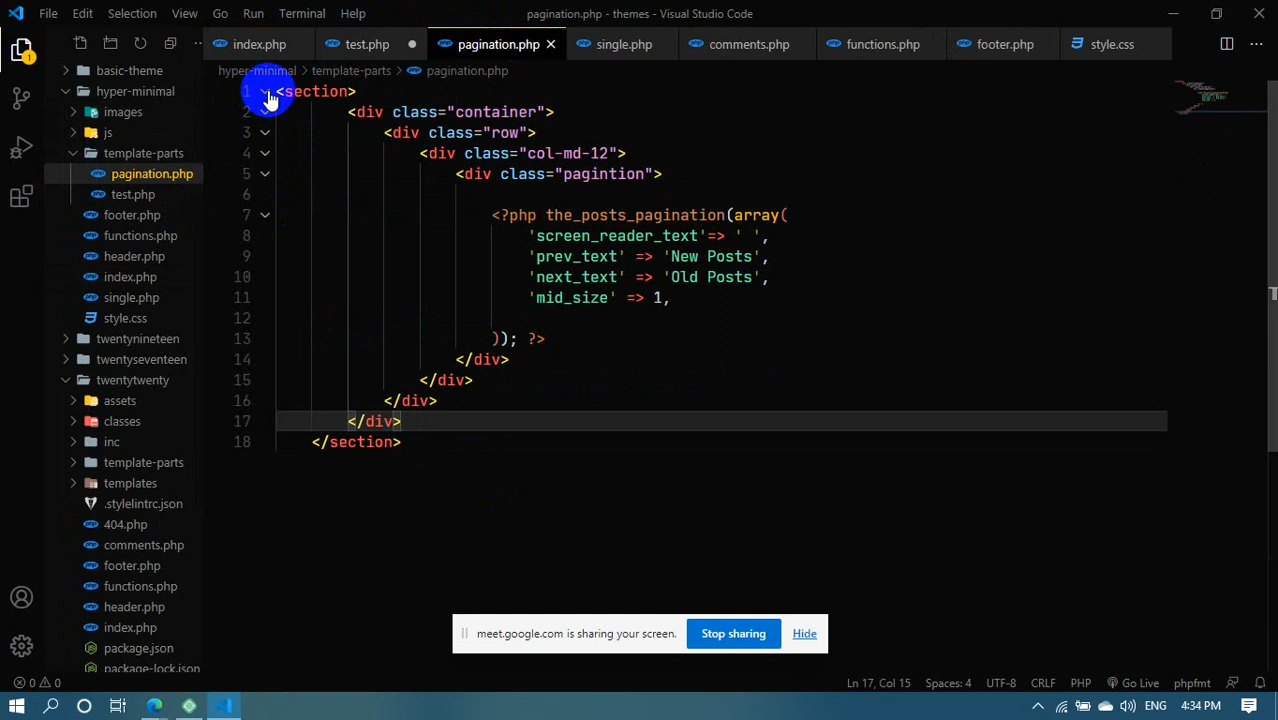 File Edit Selection View Go Run Terminal Help pagination.php - themes - Visual Studio Code
index.php test.php pagination.php single.php comments.php functions.php footer.php style.css
hyper-minimal > template-parts > pagination.php
1
basic-theme
hyper-minimal
images
js
template-parts
pagination.php
test.php
footer.php
functions.php
header.php
index.php
single.php
style.css
twentynineteen
twentyseventeen
twentytwenty
assets
classes
inc
template-parts
templates
.stylelintrc.json
404.php
comments.php
footer.php
functions.php
header.php
index.php
package.json
package-lock.json
1 <section>
2 <div class="container">
3 <div class="row">
4 <div class="col-md-12">
5 <div class="pagintion">
6
7 <?php the_posts_pagination(array(
8 'screen_reader_text'=> ' ',
9 'prev_text' => 'New Posts',
10 'next_text' => 'Old Posts',
11 'mid_size' => 1,
12
13 )); ?>
14 </div>
15 </div>
16 </div>
17 </div>
18 </section>
meet.google.com is sharing your screen. Stop sharing Hide
0 0 Ln 17, Col 15 Spaces: 4 UTF-8 CRLF PHP Go Live phpfmt
ENG 4:34 PM